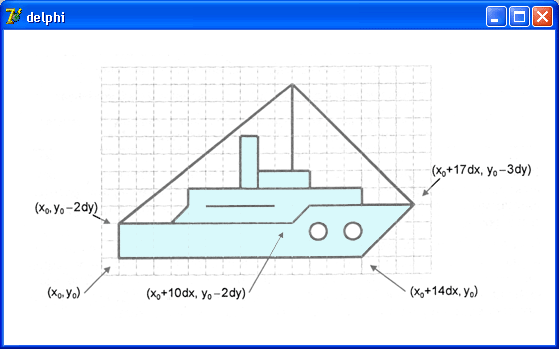 delphi
(x₀+17dx, y₀−3dy)
(x₀, y₀−2dy)
(x₀, y₀)
(x₀+10dx, y₀−2dy)
(x₀+14dx, y₀)